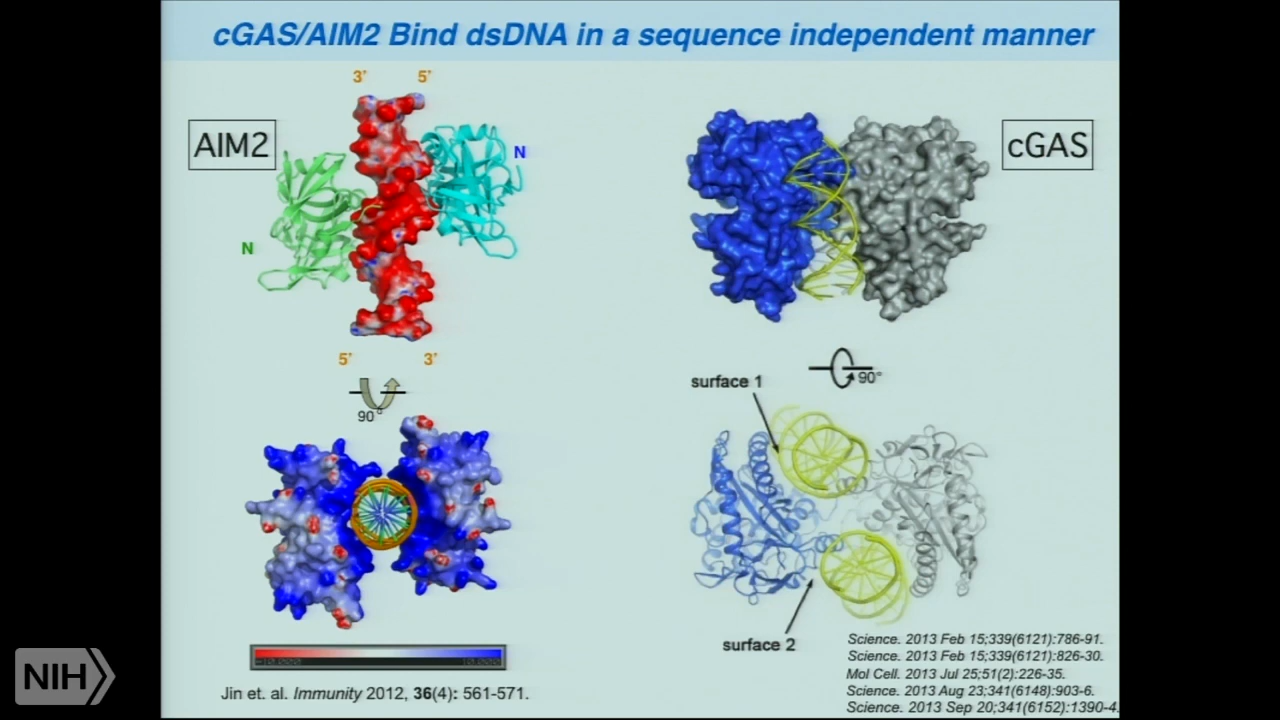 cGAS/AIM2 Bind dsDNA in a sequence independent manner
3' 5'
AIM2
N
N
5' 3'
90°
Jin et. al. Immunity 2012, 36(4): 561-571.
cGAS
90°
surface 1
surface 2
Science. 2013 Feb 15;339(6121):786-91.
Science. 2013 Feb 15;339(6121):826-30.
Mol Cell. 2013 Jul 25;51(2):226-35.
Science. 2013 Aug 23;341(6148):903-6.
Science. 2013 Sep 20;341(6152):1390-4.
NIH